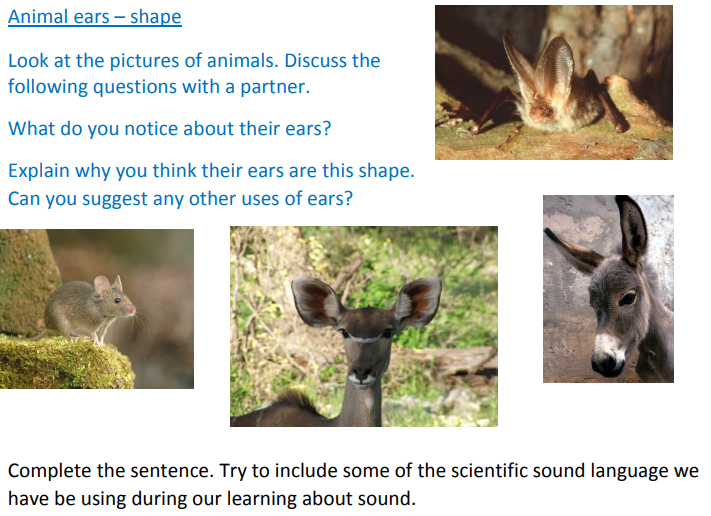 Animal ears – shape
Look at the pictures of animals. Discuss the
following questions with a partner.
What do you notice about their ears?
Explain why you think their ears are this shape.
Can you suggest any other uses of ears?
Complete the sentence. Try to include some of the scientific sound language we
have be using during our learning about sound.